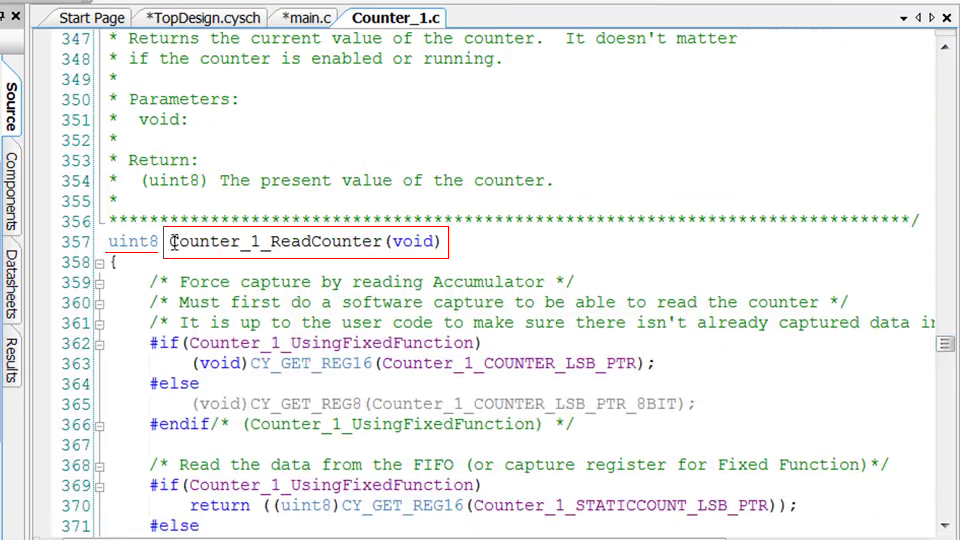 Start Page *TopDesign.cysch *main.c Counter_1.c
Source
Components
Datasheets
Results
347 * Returns the current value of the counter.  It doesn't matter
348 * if the counter is enabled or running.
349 *
350 * Parameters:
351 *  void:
352 *
353 * Return:
354 *  (uint8) The present value of the counter.
355 *
356 *******************************************************************************/
357 uint8 Counter_1_ReadCounter(void)
358 {
359     /* Force capture by reading Accumulator */
360     /* Must first do a software capture to be able to read the counter */
361     /* It is up to the user code to make sure there isn't already captured data in
362     #if(Counter_1_UsingFixedFunction)
363         (void)CY_GET_REG16(Counter_1_COUNTER_LSB_PTR);
364     #else
365         (void)CY_GET_REG8(Counter_1_COUNTER_LSB_PTR_8BIT);
366     #endif/* (Counter_1_UsingFixedFunction) */
367
368     /* Read the data from the FIFO (or capture register for Fixed Function)*/
369     #if(Counter_1_UsingFixedFunction)
370         return ((uint8)CY_GET_REG16(Counter_1_STATICCOUNT_LSB_PTR));
371     #else